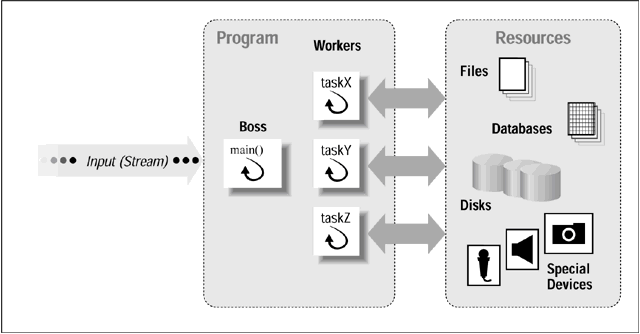 Program
Workers
taskX
Boss
main()
taskY
taskZ
Input (Stream)
Resources
Files
Databases
Disks
Special
Devices